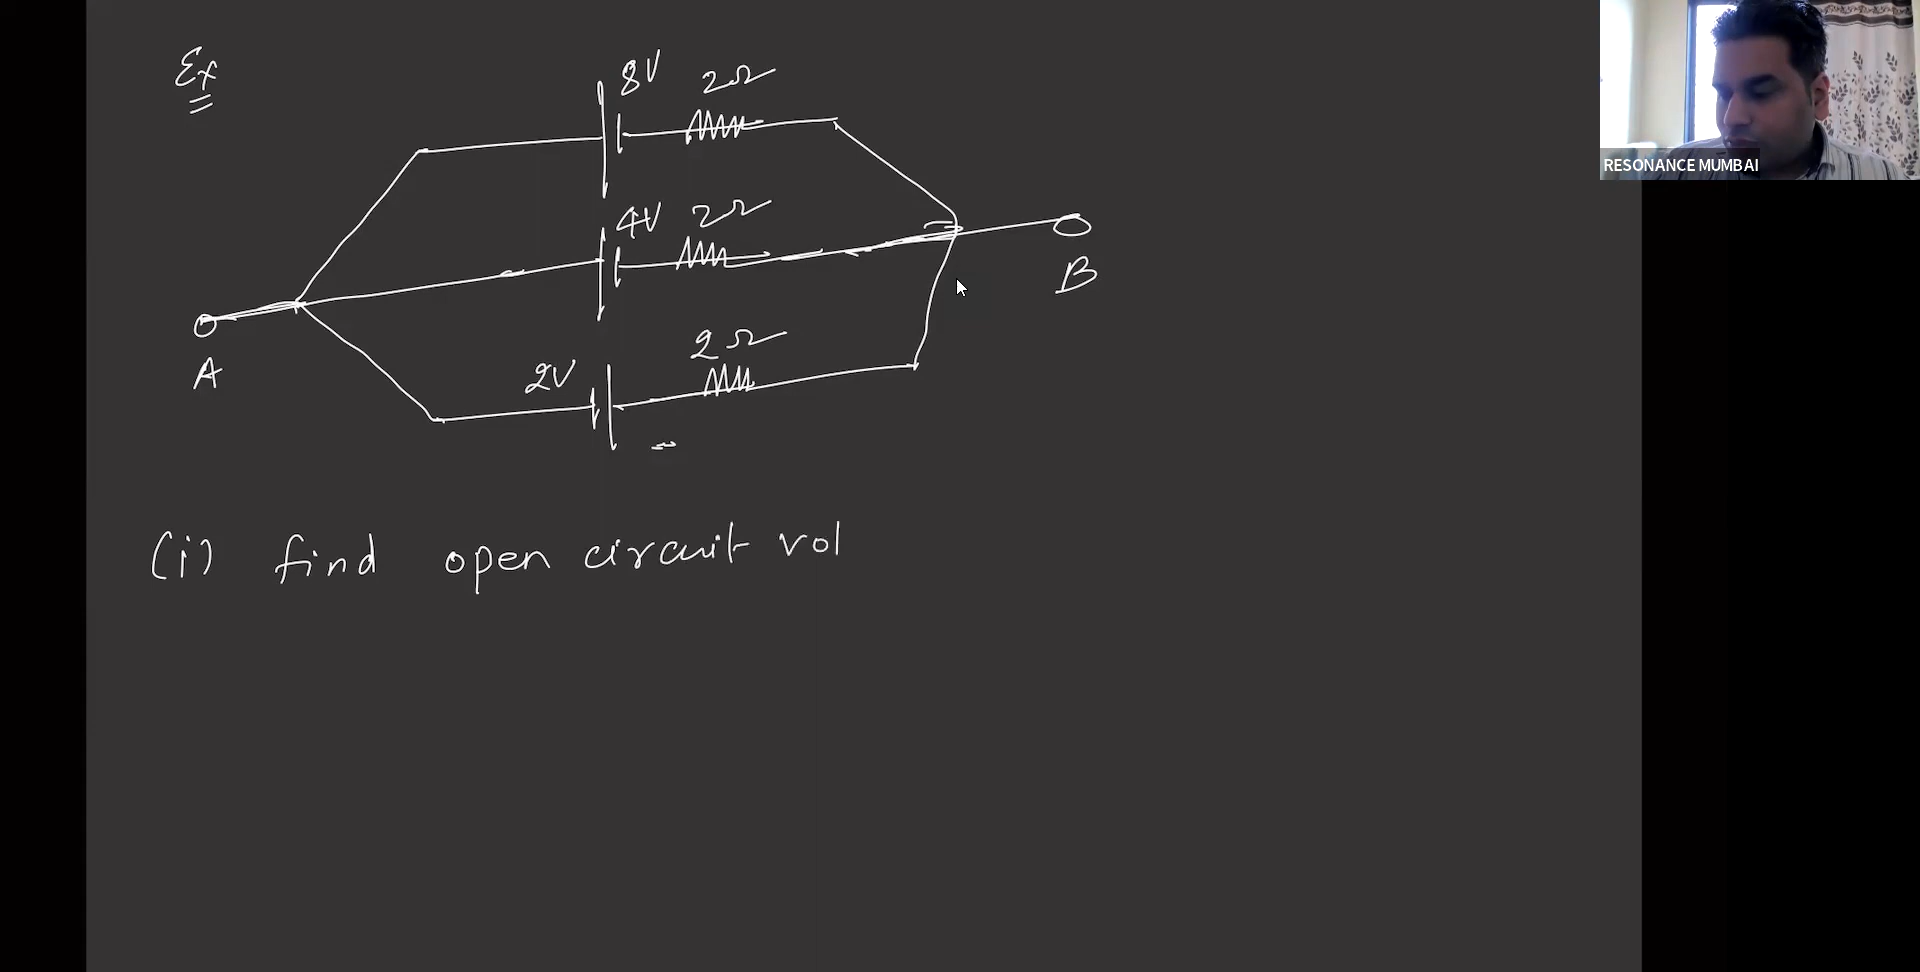 Ex
8V 2Ω
4V 2Ω
2V 2Ω
A
B
(i) find open circuit vol
RESONANCE MUMBAI